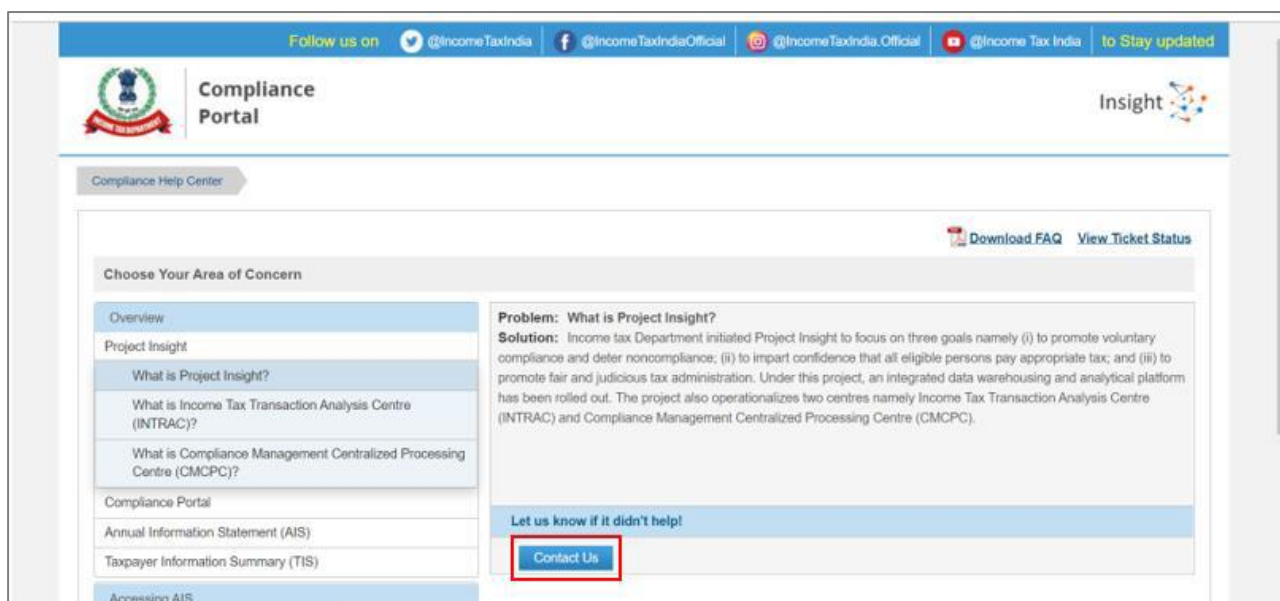 Follow us on @IncomeTaxIndia @IncomeTaxIndiaOfficial @IncomeTaxIndia.Official @Income Tax India to Stay updated
INCOME TAX DEPARTMENT
Compliance
Portal
Insight
Compliance Help Center
Download FAQ View Ticket Status
Choose Your Area of Concern
Overview
Project Insight
What is Project Insight?
What is Income Tax Transaction Analysis Centre
(INTRAC)?
What is Compliance Management Centralized Processing
Centre (CMCPC)?
Compliance Portal
Annual Information Statement (AIS)
Taxpayer Information Summary (TIS)
Accessing AIS
Problem: What is Project Insight?
Solution: Income tax Department initiated Project Insight to focus on three goals namely (i) to promote voluntary
compliance and deter noncompliance; (ii) to impart confidence that all eligible persons pay appropriate tax; and (iii) to
promote fair and judicious tax administration. Under this project, an integrated data warehousing and analytical platform
has been rolled out. The project also operationalizes two centres namely Income Tax Transaction Analysis Centre
(INTRAC) and Compliance Management Centralized Processing Centre (CMCPC).
Let us know if it didn't help!
Contact Us